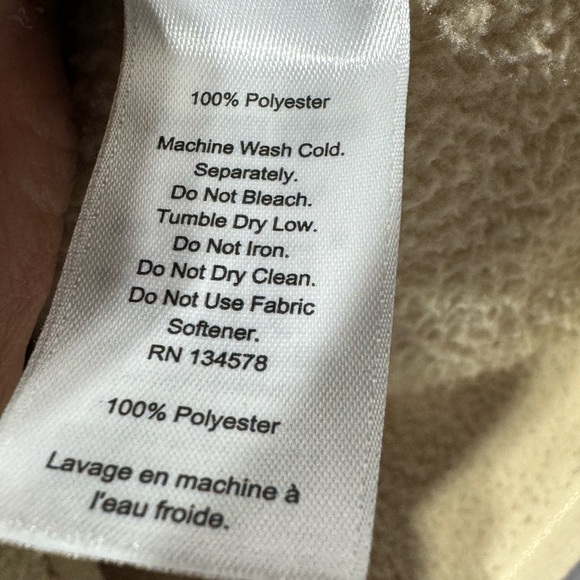 100% Polyester
Machine Wash Cold.
Separately.
Do Not Bleach.
Tumble Dry Low.
Do Not Iron.
Do Not Dry Clean.
Do Not Use Fabric
Softener.
RN 134578
100% Polyester
Lavage en machine à
l'eau froide.